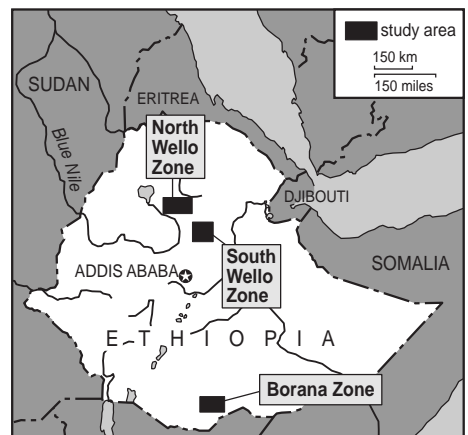 study area
150 km
150 miles
SUDAN
ERITREA
Blue Nile
North
Wello
Zone
DJIBOUTI
ADDIS ABABA
South
Wello
Zone
SOMALIA
ETHIOPIA
Borana Zone